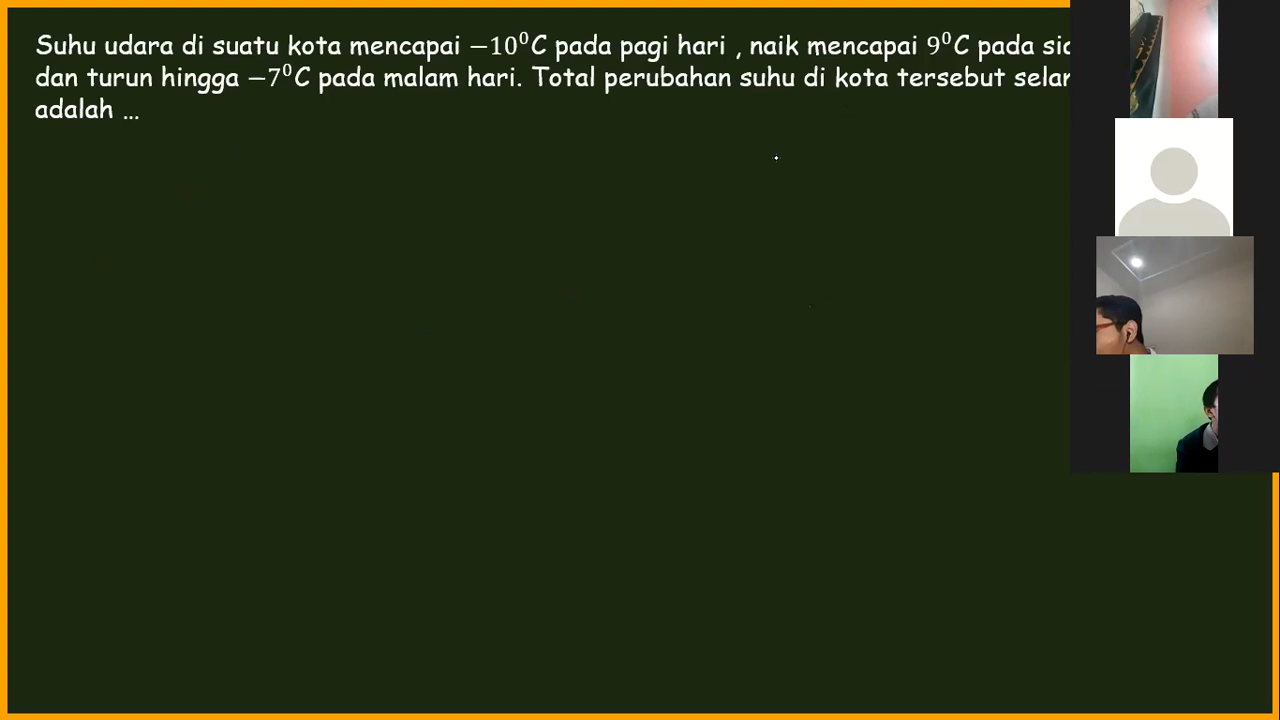 Suhu udara di suatu kota mencapai −10⁰C pada pagi hari , naik mencapai 9⁰C pada
dan turun hingga −7⁰C pada malam hari. Total perubahan suhu di kota tersebut
adalah ...